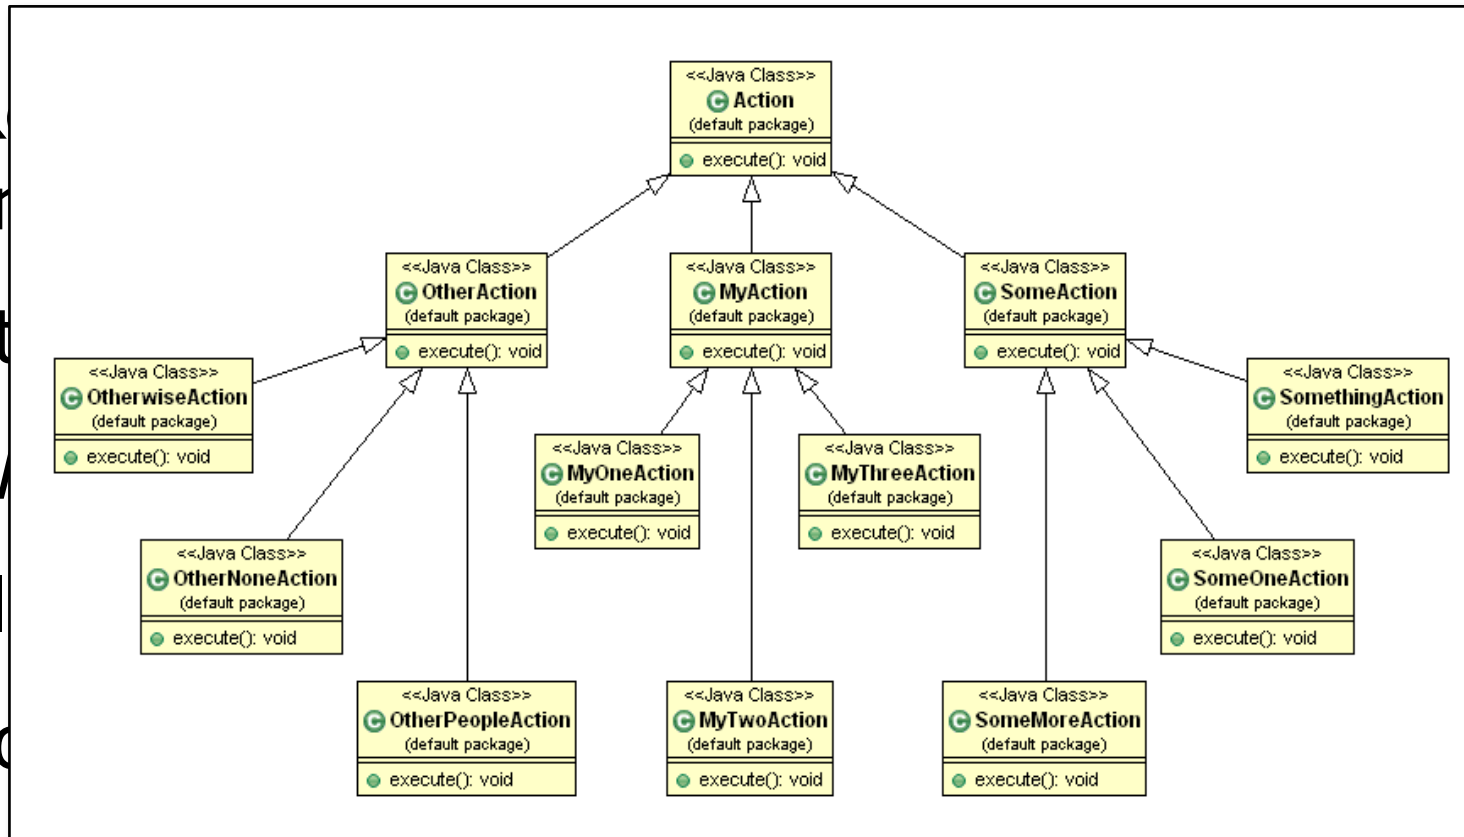 <<Java Class>>
Action
(default package)
execute(): void
<<Java Class>>
OtherAction
(default package)
execute(): void
<<Java Class>>
MyAction
(default package)
execute(): void
<<Java Class>>
SomeAction
(default package)
execute(): void
<<Java Class>>
OtherwiseAction
(default package)
execute(): void
<<Java Class>>
SomethingAction
(default package)
execute(): void
<<Java Class>>
MyOneAction
(default package)
execute(): void
<<Java Class>>
MyThreeAction
(default package)
execute(): void
<<Java Class>>
OtherNoneAction
(default package)
execute(): void
<<Java Class>>
SomeOneAction
(default package)
execute(): void
<<Java Class>>
OtherPeopleAction
(default package)
execute(): void
<<Java Class>>
MyTwoAction
(default package)
execute(): void
<<Java Class>>
SomeMoreAction
(default package)
execute(): void